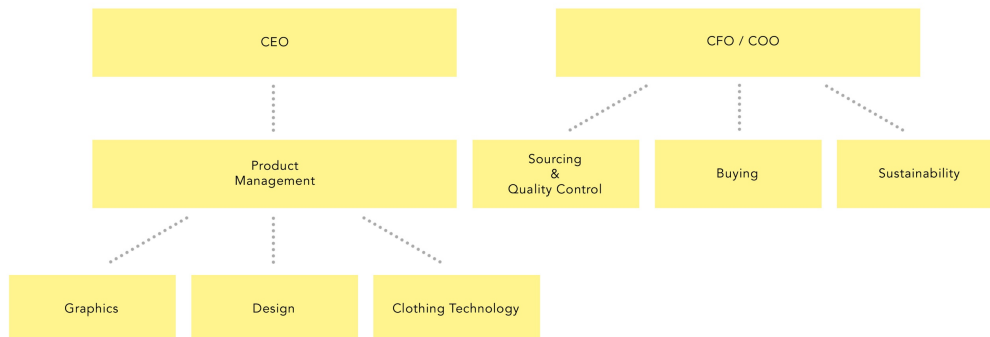 CEO
CFO / COO
Product
Management
Sourcing
&
Quality Control
Buying
Sustainability
Graphics
Design
Clothing Technology